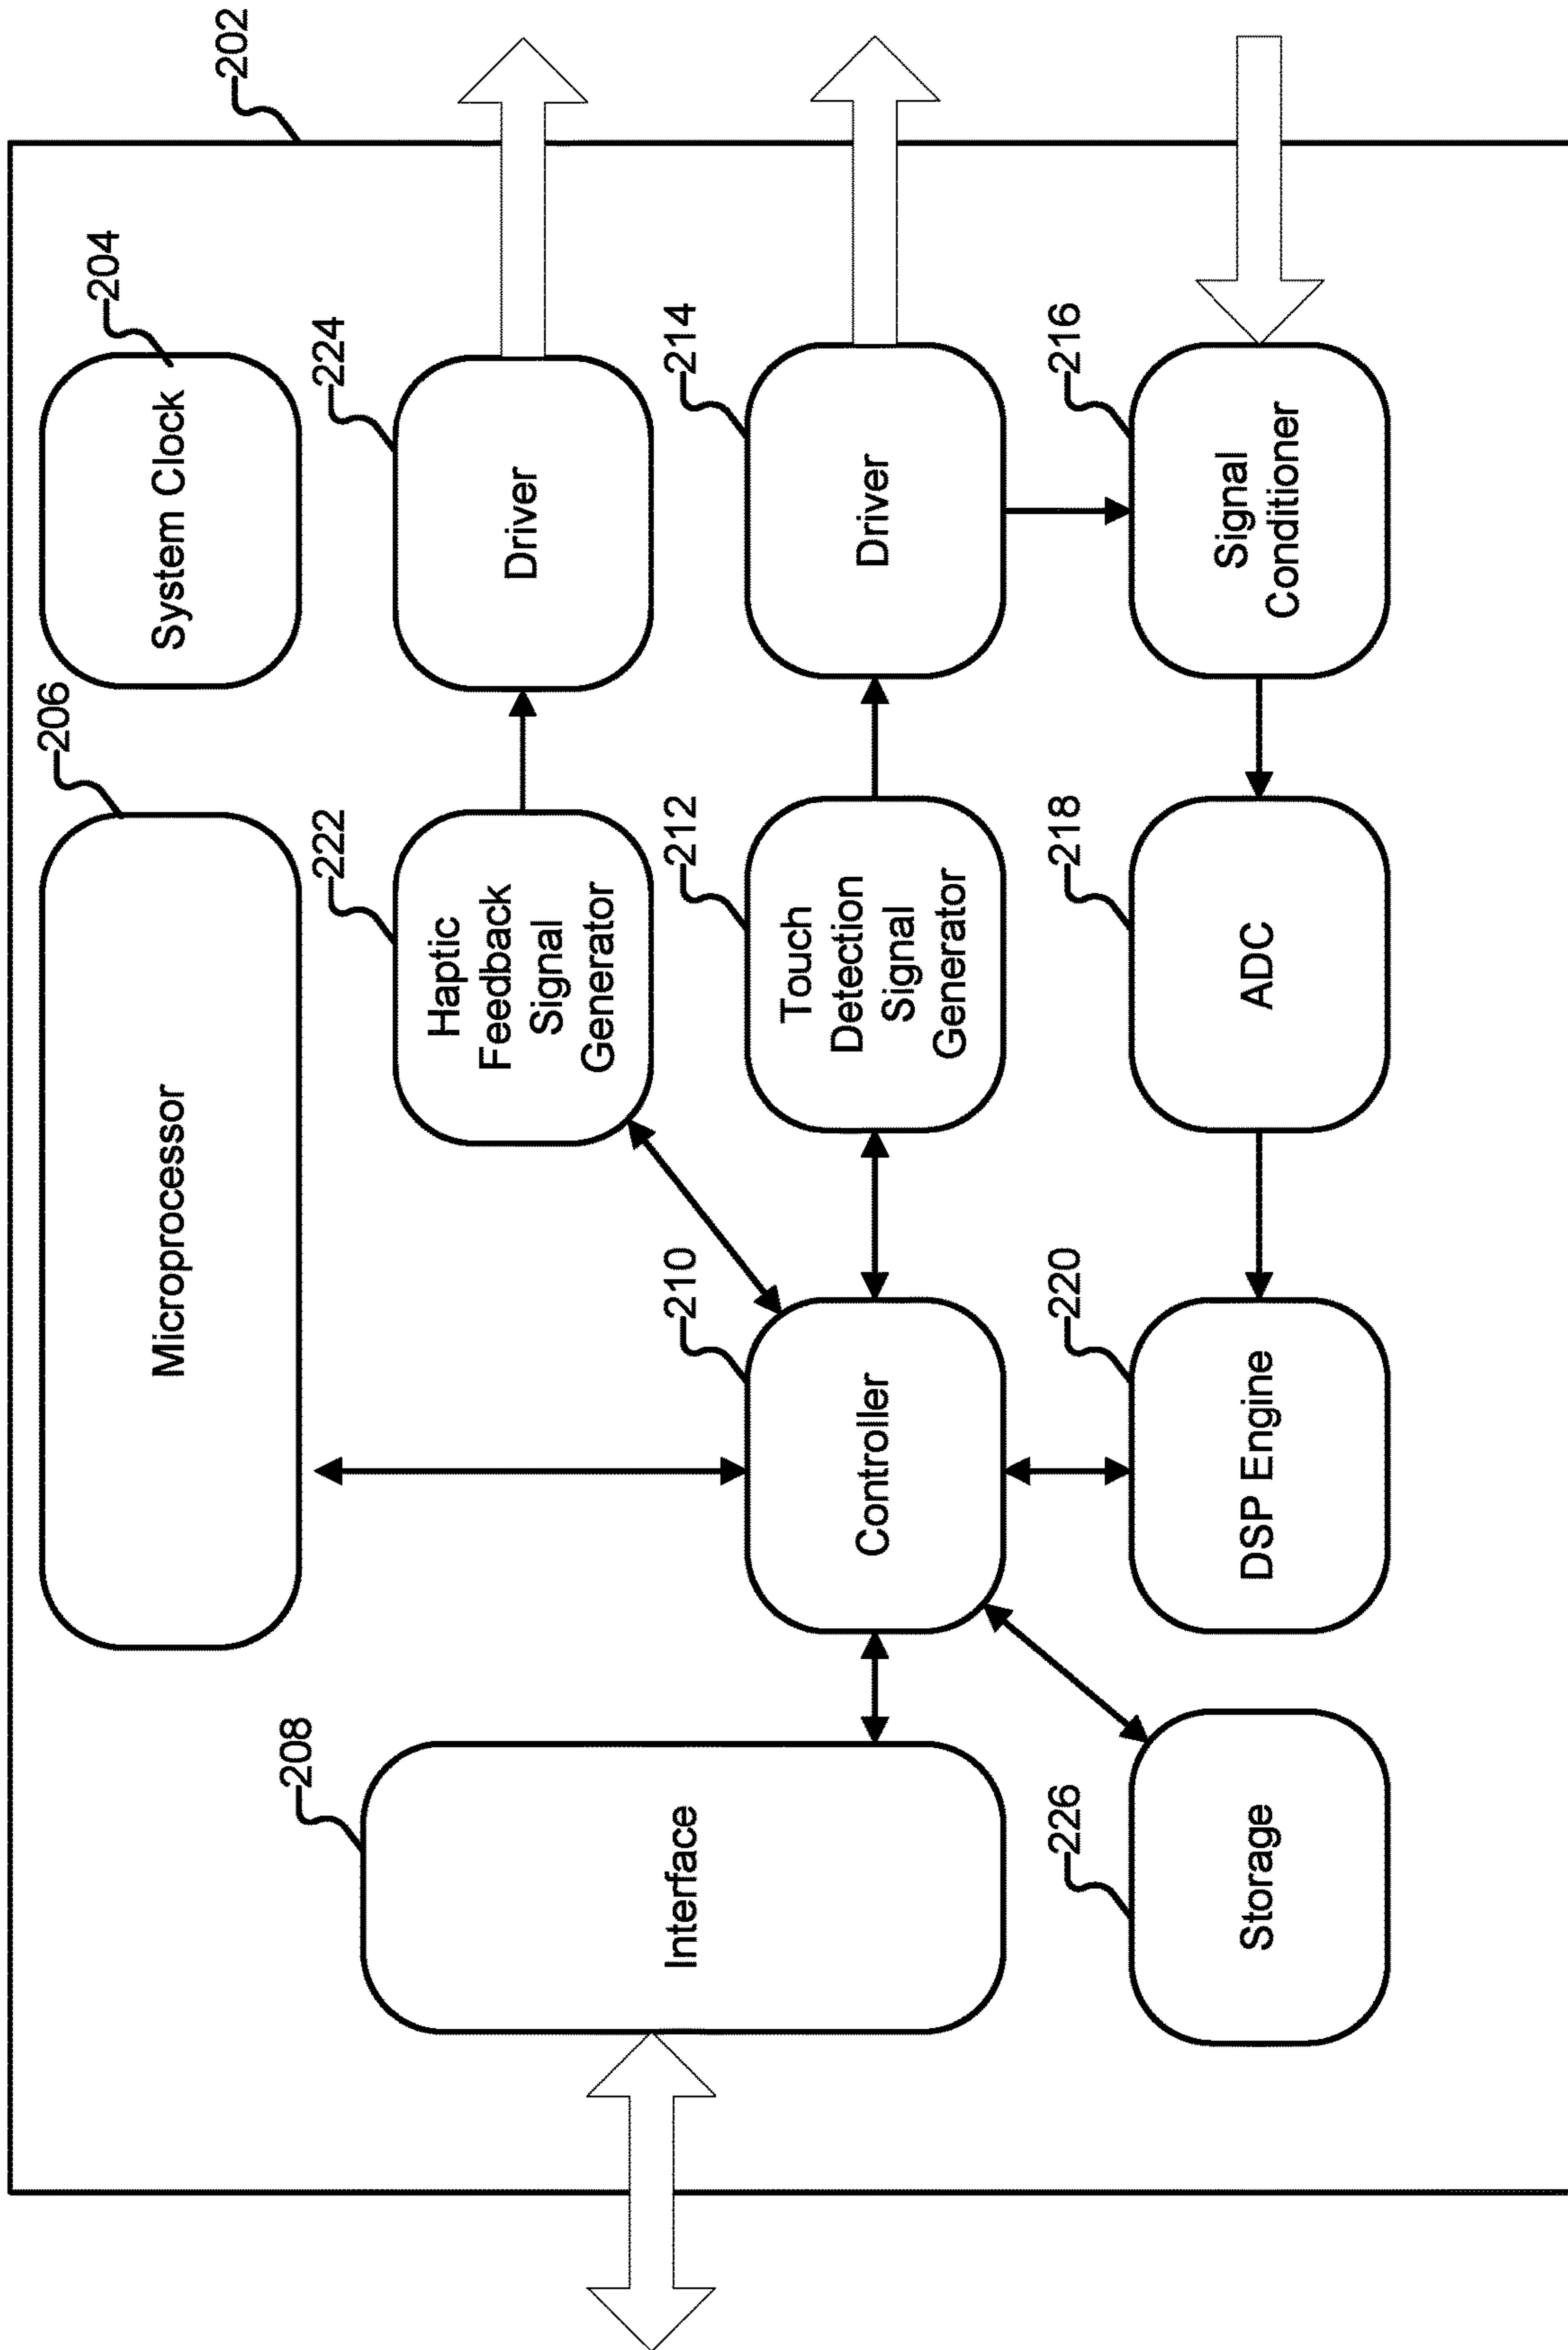 202
206
204
Microprocessor
System Clock
208
222
224
Interface
Haptic
Feedback
Signal
Generator
Driver
210
212
214
Controller
Touch
Detection
Signal
Generator
Driver
226
220
218
216
Storage
DSP Engine
ADC
Signal
Conditioner